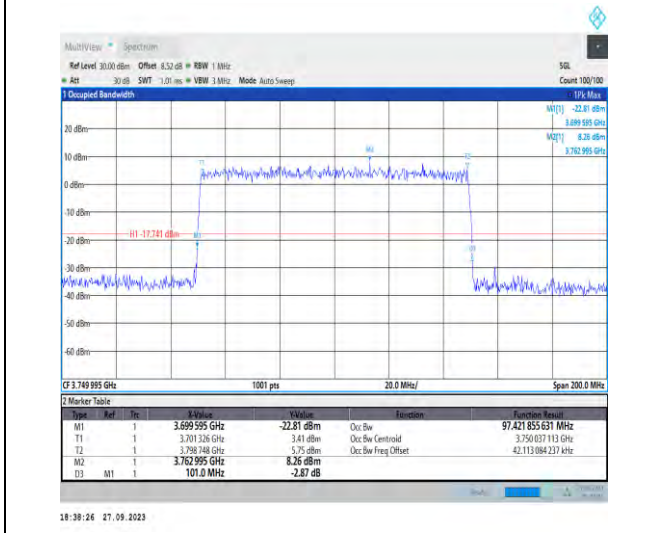 MultiView Spectrum
Ref Level 30.00 dBm Offset 8.52 dB RBW 1 MHz SGL
Att 30 dB SWT 1.01 ms VBW 3 MHz Mode Auto Sweep Count 100/100
1 Occupied Bandwidth 1Pk Max
M1[1] -22.81 dBm
3.699 595 GHz
M2[1] 8.26 dBm
3.762 995 GHz
20 dBm
10 dBm
M2
T1
T2
0 dBm
-10 dBm
H1 -17.741 dBm
M1
-20 dBm
D3
-30 dBm
-40 dBm
-50 dBm
-60 dBm
CF 3.749 995 GHz 1001 pts 20.0 MHz/ Span 200.0 MHz
2 Marker Table
Type Ref Trc X-Value Y-Value Function Function Result
M1 1 3.699 595 GHz -22.81 dBm Occ Bw 97.421 855 631 MHz
T1 1 3.701 326 GHz 3.41 dBm Occ Bw Centroid 3.750 037 113 GHz
T2 1 3.798 748 GHz 5.75 dBm Occ Bw Freq Offset 42.113 084 237 kHz
M2 1 3.762 995 GHz 8.26 dBm
D3 M1 1 101.0 MHz -2.87 dB
18:38:26 27.09.2023